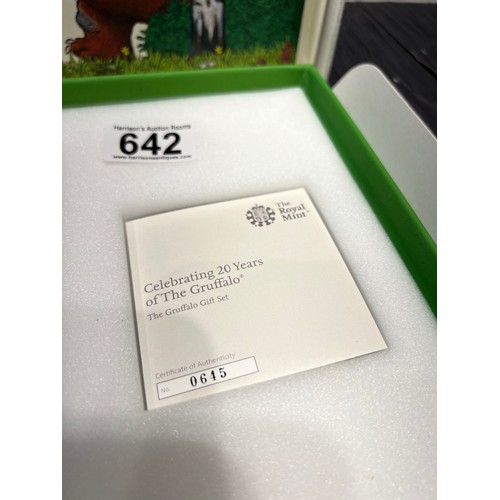 Harrison's Auction Rooms
642
www.harrisonsantiques.com
The
Royal
Mint®
Celebrating 20 Years
of The Gruffalo®
The Gruffalo Gift Set
Certificate of Authenticity
No. 0645